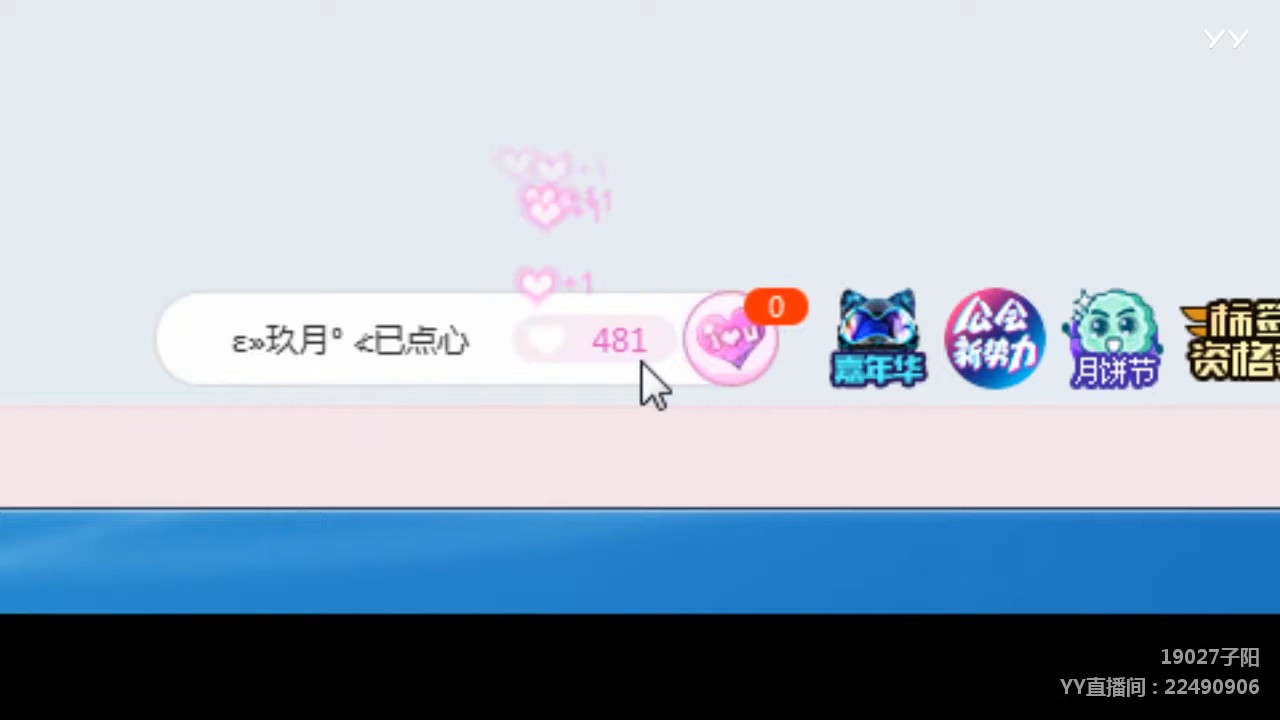 YY
+1
+1
+1
ε»玖月° ≮已点心
481
i♥u
0
嘉年华
公会
新势力
月饼节
标签
资格
19027子阳
YY直播间：22490906